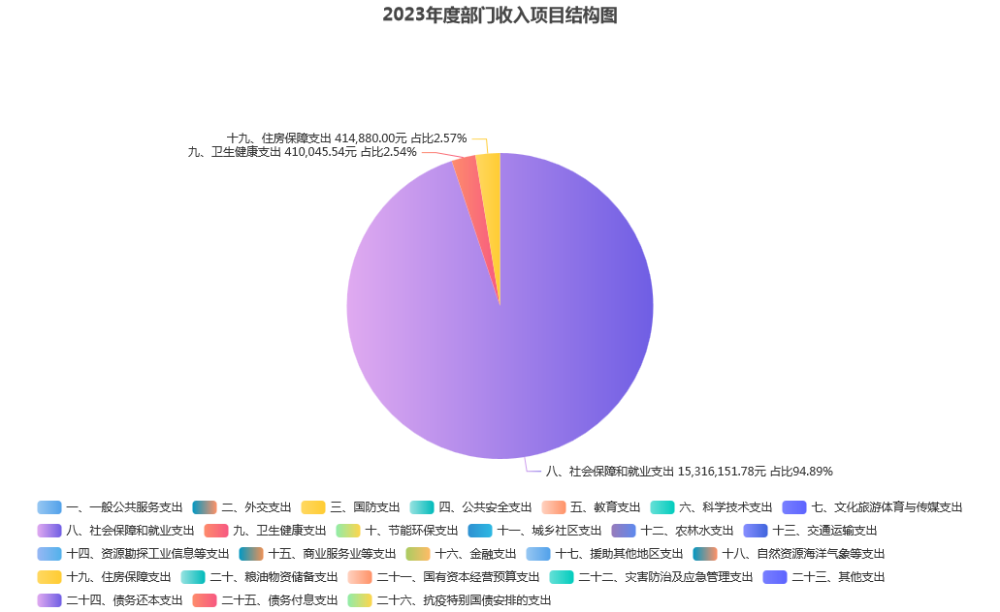 2023年度部门收入项目结构图
十九、住房保障支出 414,880.00元 占比2.57%
九、卫生健康支出 410,045.54元 占比2.54%
八、社会保障和就业支出 15,316,151.78元 占比94.89%
一、一般公共服务支出 二、外交支出 三、国防支出 四、公共安全支出 五、教育支出 六、科学技术支出 七、文化旅游体育与传媒支出
八、社会保障和就业支出 九、卫生健康支出 十、节能环保支出 十一、城乡社区支出 十二、农林水支出 十三、交通运输支出
十四、资源勘探工业信息等支出 十五、商业服务业等支出 十六、金融支出 十七、援助其他地区支出 十八、自然资源海洋气象等支出
十九、住房保障支出 二十、粮油物资储备支出 二十一、国有资本经营预算支出 二十二、灾害防治及应急管理支出 二十三、其他支出
二十四、债务还本支出 二十五、债务付息支出 二十六、抗疫特别国债安排的支出